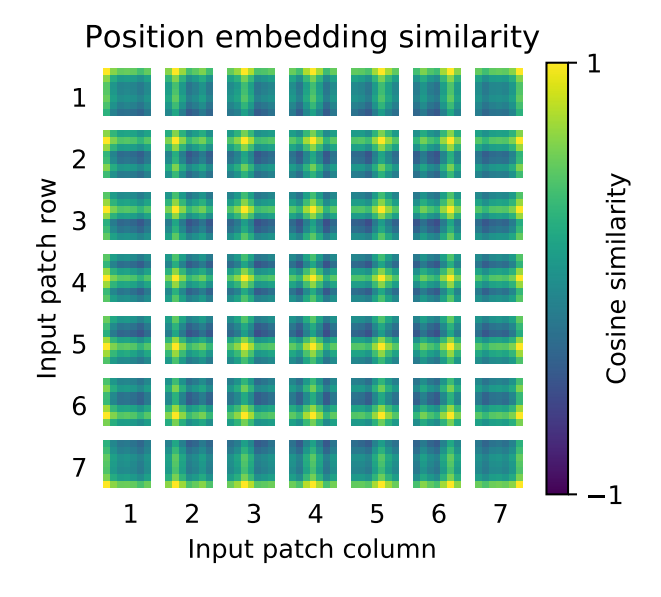 Position embedding similarity
1
1
2
3
4
5
6
7
Input patch row
1 2 3 4 5 6 7
Input patch column
Cosine similarity
−1